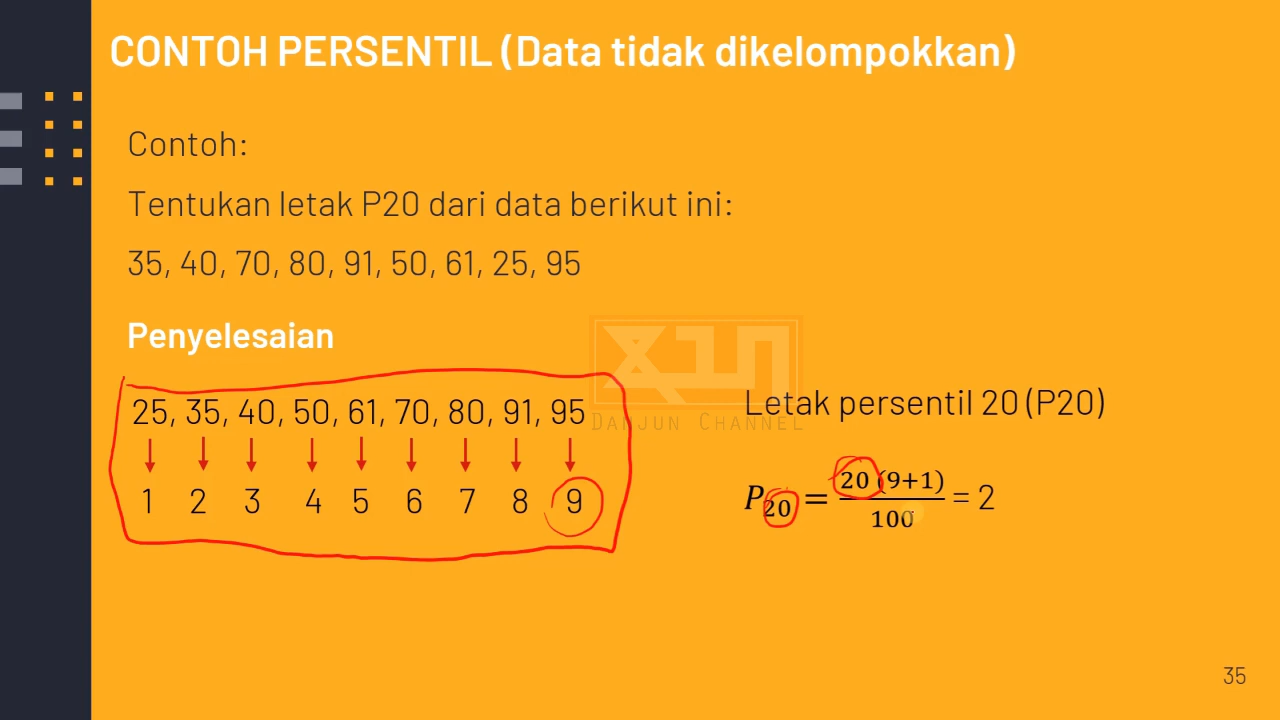 CONTOH PERSENTIL (Data tidak dikelompokkan)
Contoh:
Tentukan letak P20 dari data berikut ini:
35, 40, 70, 80, 91, 50, 61, 25, 95
Penyelesaian
25, 35, 40, 50, 61, 70, 80, 91, 95
1 2 3 4 5 6 7 8 9
DANJUN CHANNEL
Letak persentil 20 (P20)
P₂₀ = 20 (9+1) / 100 = 2
35